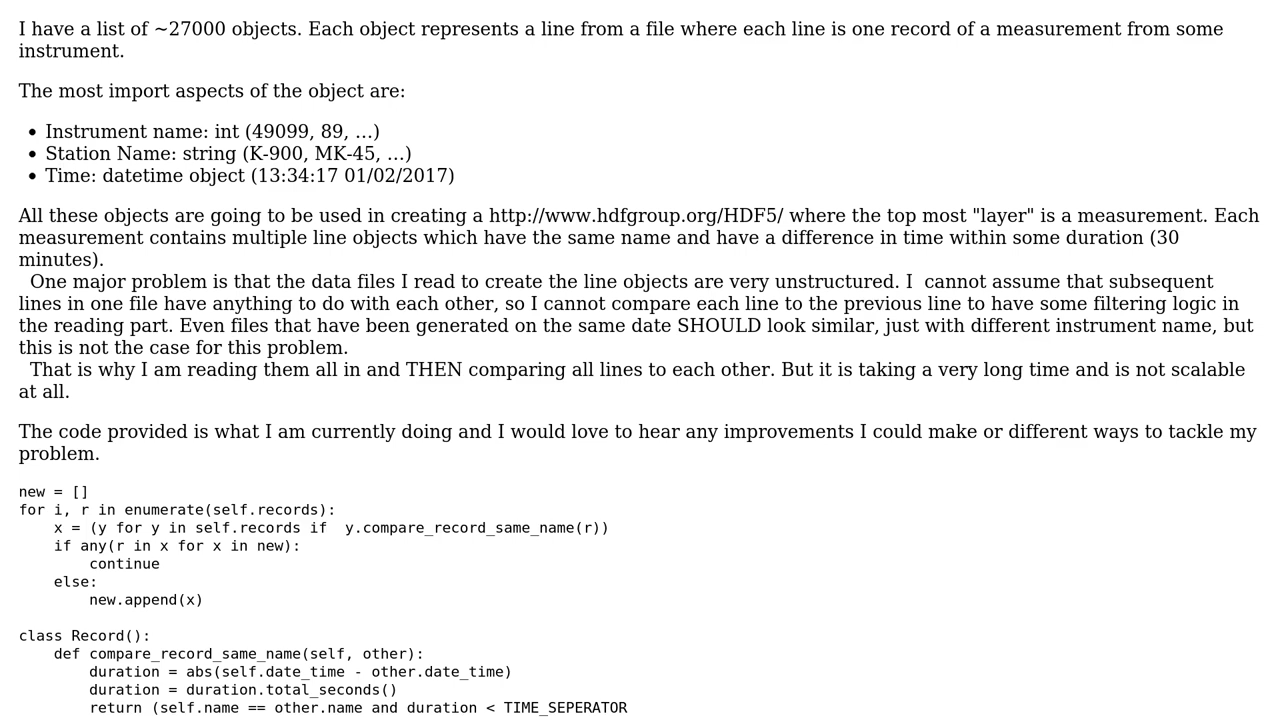 I have a list of ~27000 objects. Each object represents a line from a file where each line is one record of a measurement from some
instrument.
The most import aspects of the object are:
• Instrument name: int (49099, 89, ...)
• Station Name: string (K-900, MK-45, ...)
• Time: datetime object (13:34:17 01/02/2017)
All these objects are going to be used in creating a http://www.hdfgroup.org/HDF5/ where the top most "layer" is a measurement. Each
measurement contains multiple line objects which have the same name and have a difference in time within some duration (30
minutes).
One major problem is that the data files I read to create the line objects are very unstructured. I  cannot assume that subsequent
lines in one file have anything to do with each other, so I cannot compare each line to the previous line to have some filtering logic in
the reading part. Even files that have been generated on the same date SHOULD look similar, just with different instrument name, but
this is not the case for this problem.
That is why I am reading them all in and THEN comparing all lines to each other. But it is taking a very long time and is not scalable
at all.
The code provided is what I am currently doing and I would love to hear any improvements I could make or different ways to tackle my
problem.
new = []
for i, r in enumerate(self.records):
    x = (y for y in self.records if  y.compare_record_same_name(r))
    if any(r in x for x in new):
        continue
    else:
        new.append(x)
class Record():
    def compare_record_same_name(self, other):
        duration = abs(self.date_time - other.date_time)
        duration = duration.total_seconds()
        return (self.name == other.name and duration < TIME_SEPERATOR